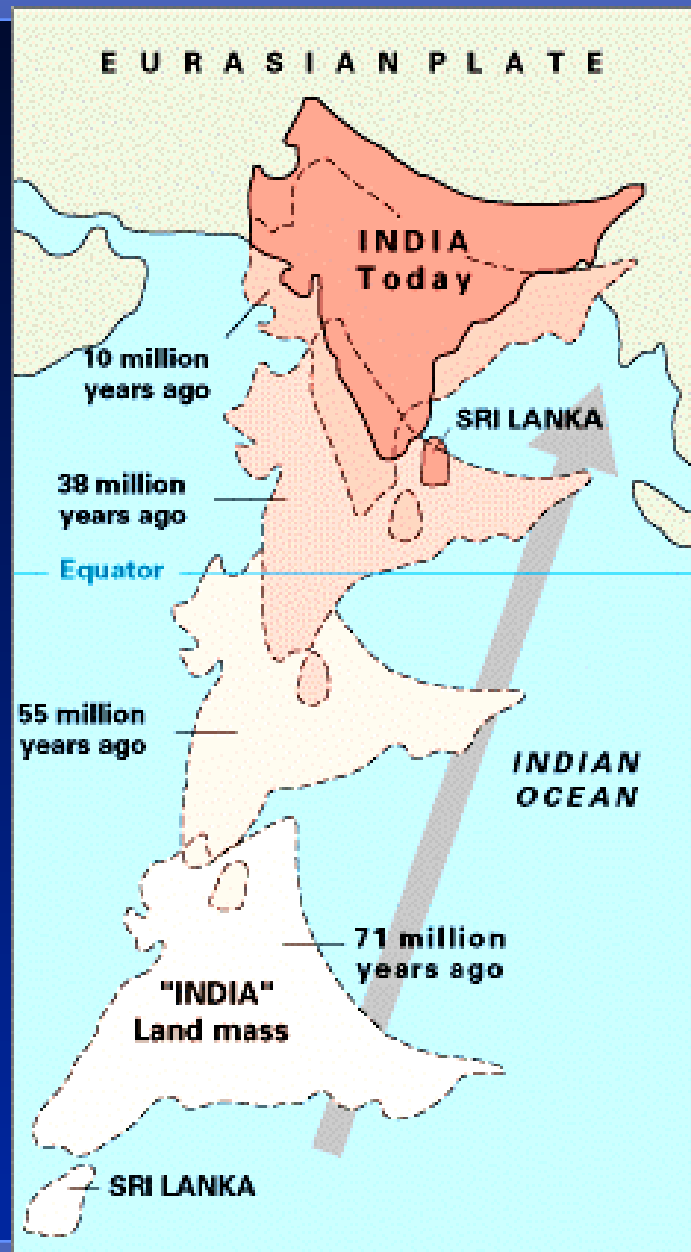 EURASIAN PLATE
INDIA
Today
10 million
years ago
SRI LANKA
38 million
years ago
Equator
55 million
years ago
INDIAN
OCEAN
71 million
years ago
"INDIA"
Land mass
SRI LANKA